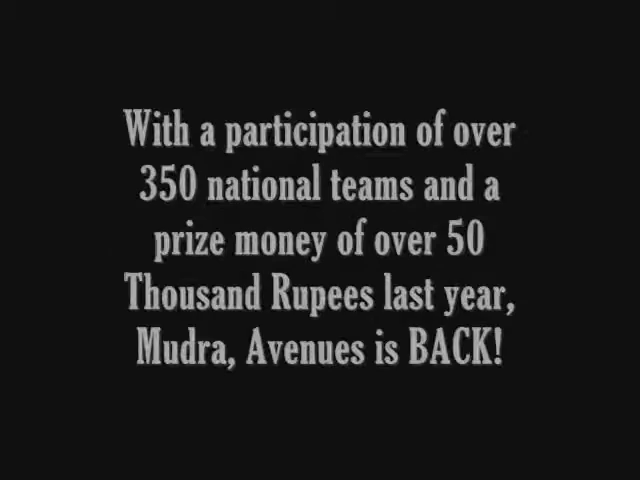 With a participation of over
350 national teams and a
prize money of over 50
Thousand Rupees last year,
Mudra, Avenues is BACK!